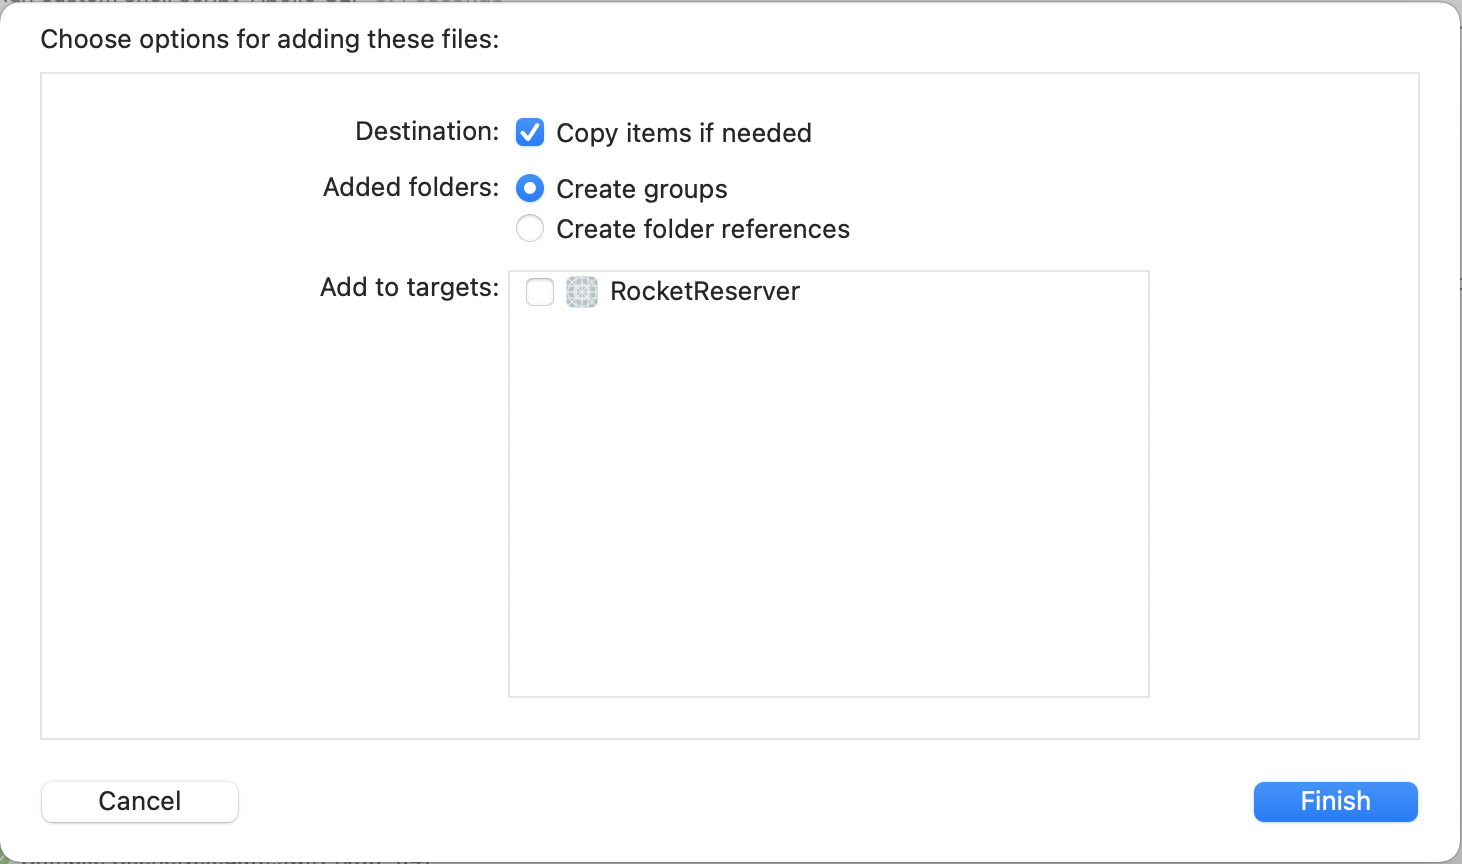 Choose options for adding these files:
Destination: Copy items if needed
Added folders: Create groups
Create folder references
Add to targets: RocketReserver
Cancel Finish